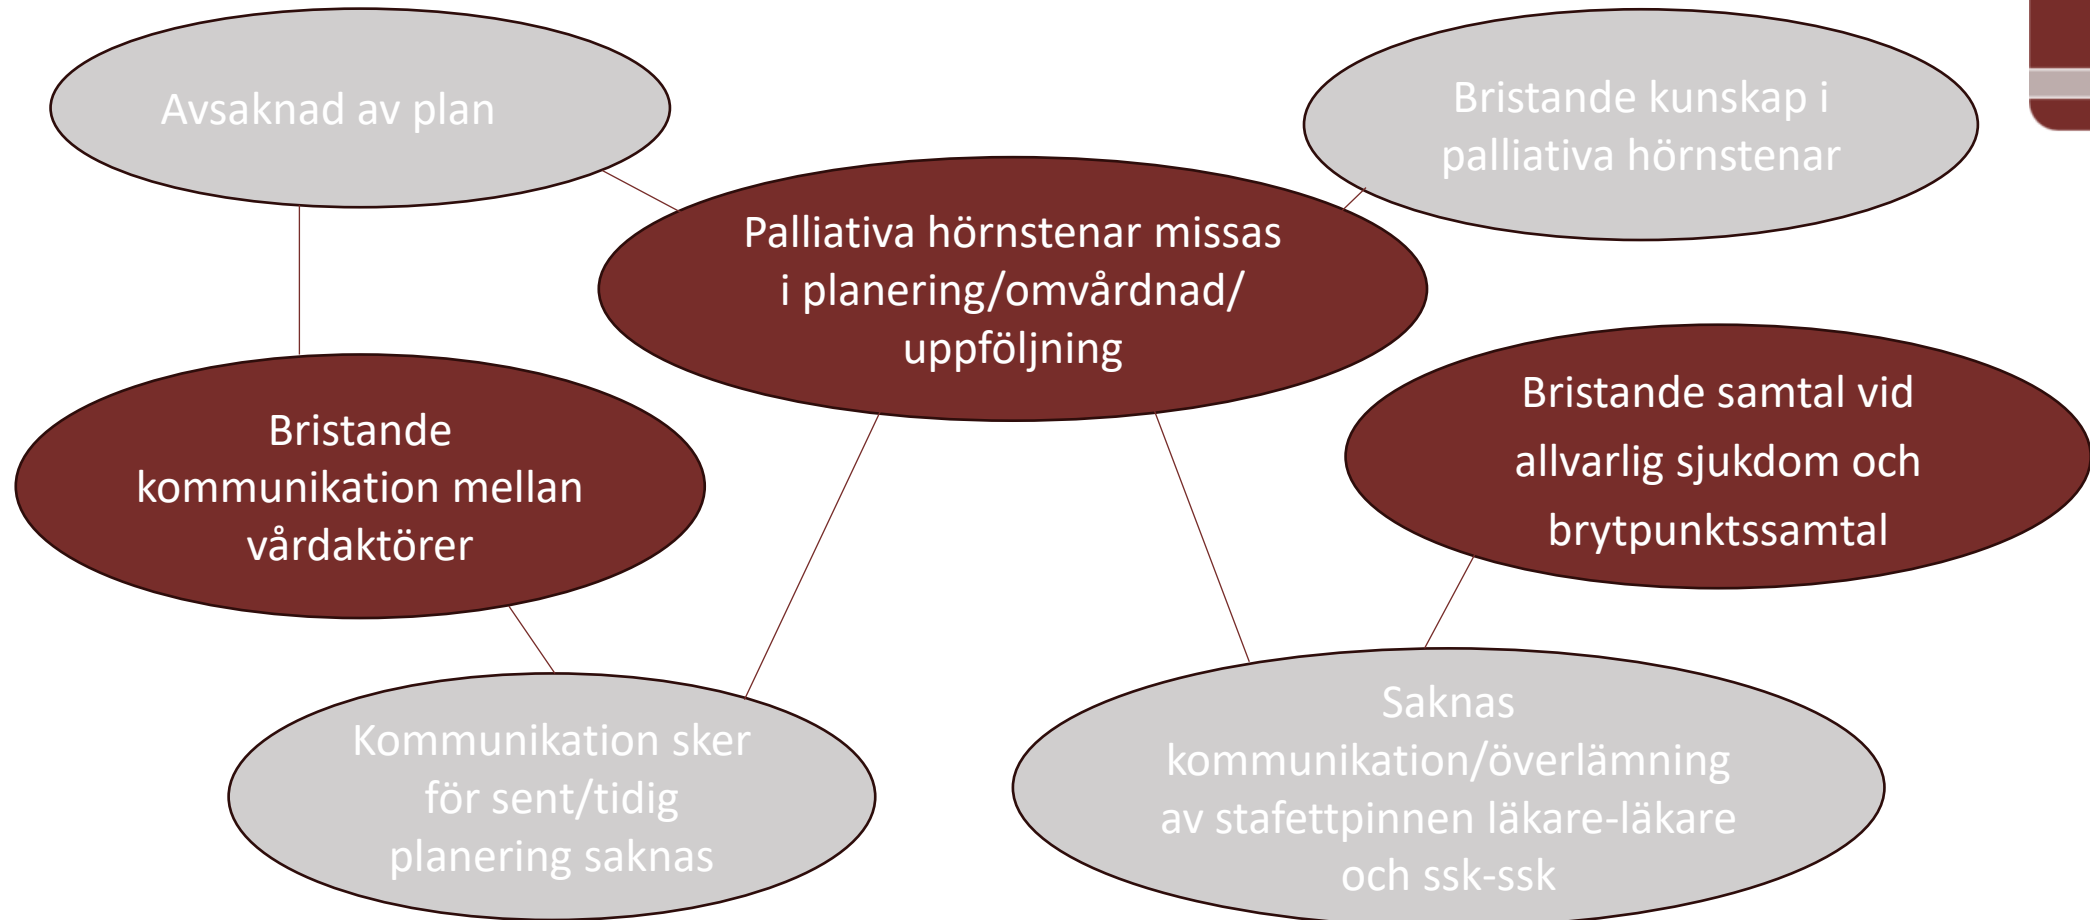 Avsaknad av plan
Bristande kunskap i
palliativa hörnstenar
Palliativa hörnstenar missas
i planering/omvårdnad/
uppföljning
Bristande
kommunikation mellan
vårdaktörer
Bristande samtal vid
allvarlig sjukdom och
brytpunktssamtal
Kommunikation sker
för sent/tidig
planering saknas
Saknas
kommunikation/överlämning
av stafettpinnen läkare-läkare
och ssk-ssk